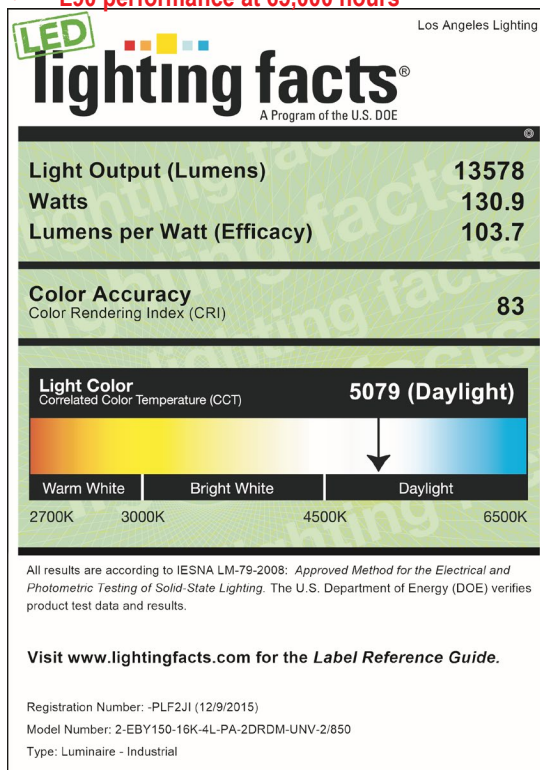 L90 performance at 65,000 hours
Los Angeles Lighting
LED
lighting facts®
A Program of the U.S. DOE
Light Output (Lumens) 13578
Watts 130.9
Lumens per Watt (Efficacy) 103.7
Color Accuracy
Color Rendering Index (CRI) 83
Light Color
Correlated Color Temperature (CCT) 5079 (Daylight)
Warm White Bright White Daylight
2700K 3000K 4500K 6500K
All results are according to IESNA LM-79-2008: Approved Method for the Electrical and
Photometric Testing of Solid-State Lighting. The U.S. Department of Energy (DOE) verifies
product test data and results.
Visit www.lightingfacts.com for the Label Reference Guide.
Registration Number: -PLF2JI (12/9/2015)
Model Number: 2-EBY150-16K-4L-PA-2DRDM-UNV-2/850
Type: Luminaire - Industrial